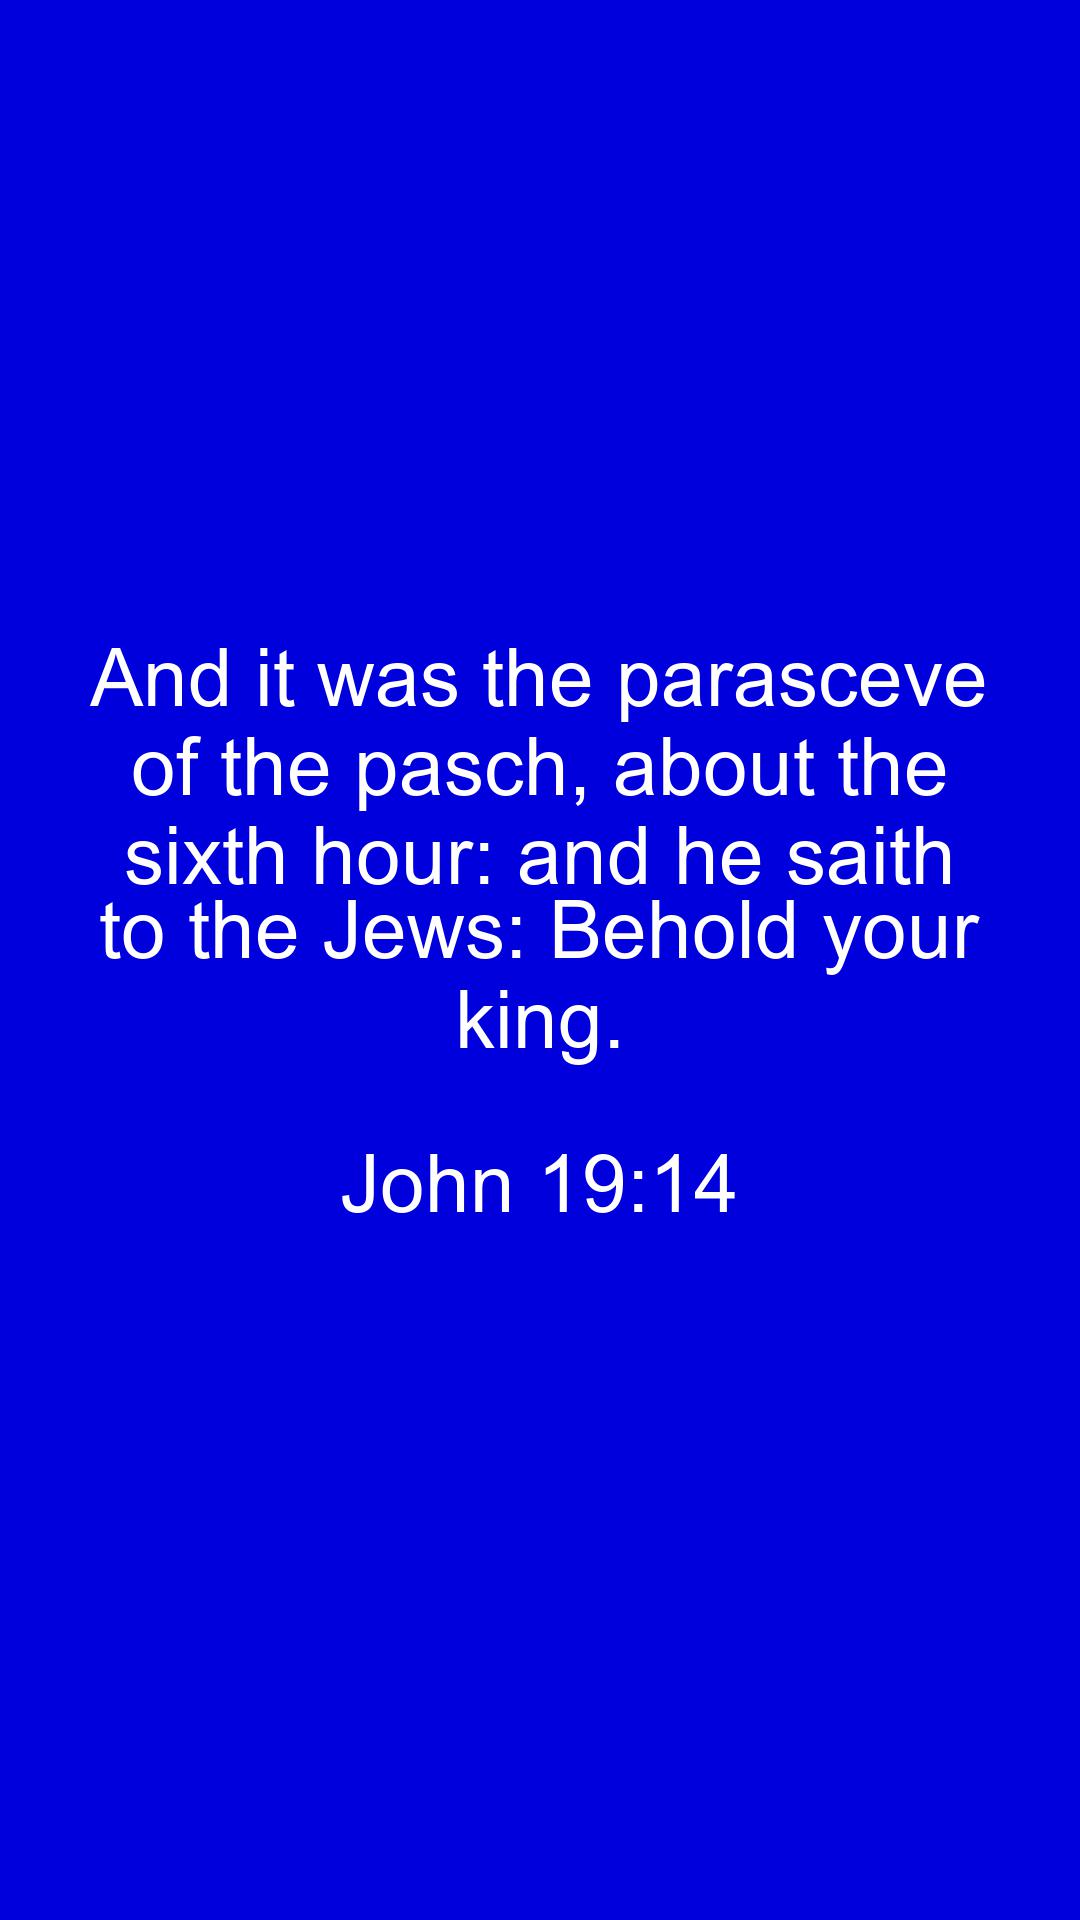 And it was the parasceve
of the pasch, about the
sixth hour: and he saith
to the Jews: Behold your
king.
John 19:14